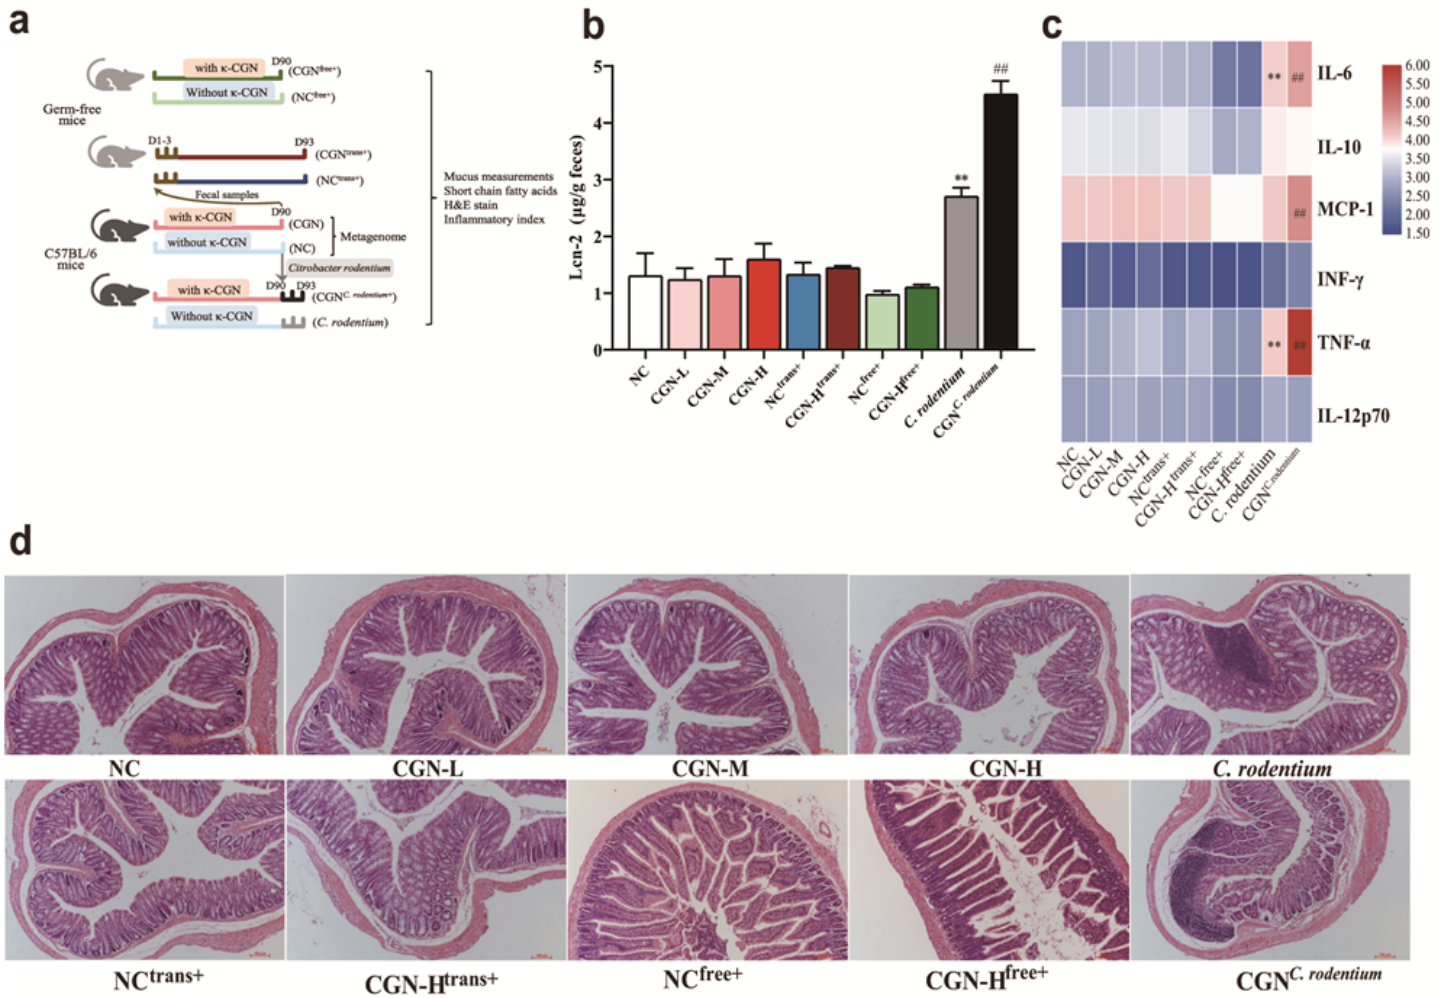 a
with κ-CGN
D90
(CGNfree+)
Without κ-CGN
(NCfree+)
Germ-free
mice
D1-3
D93
(CGNtrans+)
(NCtrans+)
Fecal samples
D90
with κ-CGN
(CGN)
Metagenome
without κ-CGN
(NC)
C57BL/6
mice
Citrobacter rodentium
D90
D93
with κ-CGN
(CGNC. rodentium+)
Without κ-CGN
(C. rodentium)
Mucus measurements
Short chain fatty acids
H&E stain
Inflammatory index
b
Lcn-2 (μg/g feces)
5
4
3
2
1
0
**
##
NC
CGN-L
CGN-M
CGN-H
NCtrans+
CGN-Htrans+
NCfree+
CGN-Hfree+
C. rodentium
CGNC. rodentium
c
** ## IL-6
IL-10
## MCP-1
INF-γ
** ## TNF-α
IL-12p70
6.00
5.50
5.00
4.50
4.00
3.50
3.00
2.50
2.00
1.50
NC
CGN-L
CGN-M
CGN-H
NCtrans+
CGN-Htrans+
NCfree+
CGN-Hfree+
C. rodentium
CGNC.rodentium
d
NC
CGN-L
CGN-M
CGN-H
C. rodentium
NCtrans+
CGN-Htrans+
NCfree+
CGN-Hfree+
CGNC. rodentium